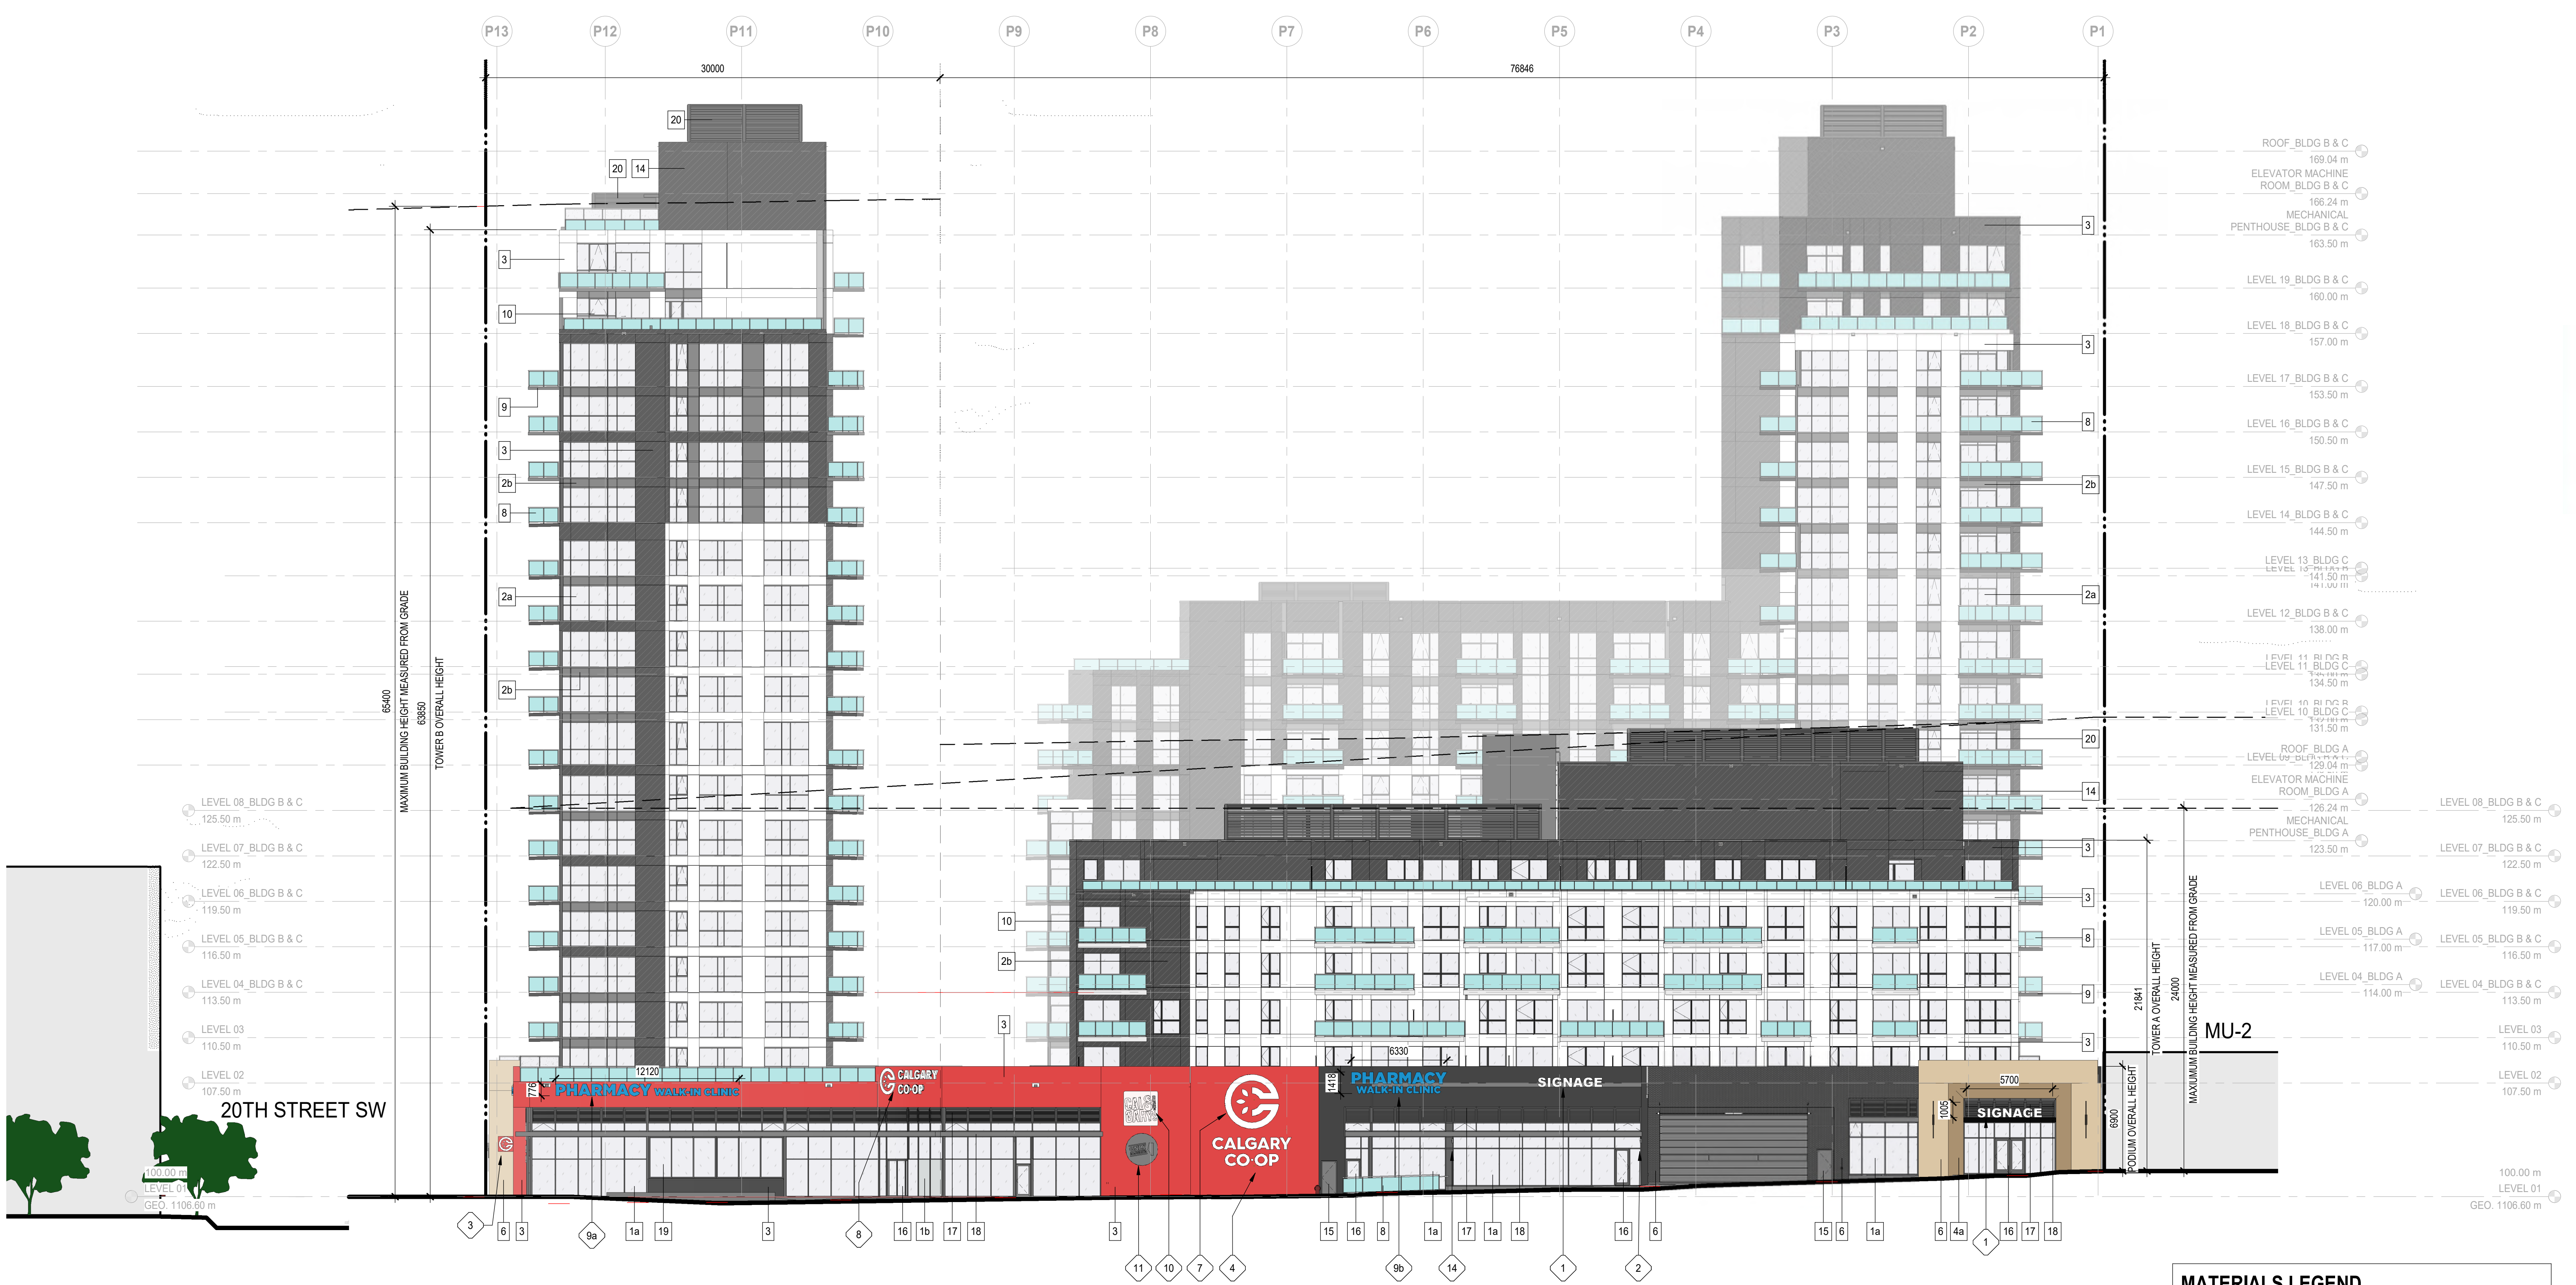 P13 P12 P11 P10 P9 P8 P7 P6 P5 P4 P3 P2 P1
30000 76846
20
20 14
3
10
9
3
2b
8
2a
2b
65400
MAXIMUM BUILDING HEIGHT MEASURED FROM GRADE
63850
TOWER B OVERALL HEIGHT
ROOF_BLDG B & C
169.04 m
ELEVATOR MACHINE
ROOM_BLDG B & C
166.24 m
MECHANICAL
PENTHOUSE_BLDG B & C
163.50 m
LEVEL 19_BLDG B & C
160.00 m
LEVEL 18_BLDG B & C
157.00 m
LEVEL 17_BLDG B & C
153.50 m
LEVEL 16_BLDG B & C
150.50 m
LEVEL 15_BLDG B & C
147.50 m
LEVEL 14_BLDG B & C
144.50 m
LEVEL 13_BLDG C
141.50 m
141.00 m
LEVEL 12_BLDG B & C
138.00 m
LEVEL 11_BLDG B
LEVEL 11_BLDG C
134.50 m
LEVEL 10_BLDG B
LEVEL 10_BLDG C
131.50 m
ROOF_BLDG A
129.04 m
ELEVATOR MACHINE
ROOM_BLDG A
126.24 m
MECHANICAL
PENTHOUSE_BLDG A
123.50 m
3
3
8
2b
2a
20
14
3
3
8
9
3
LEVEL 08_BLDG B & C
125.50 m
LEVEL 07_BLDG B & C
122.50 m
LEVEL 06_BLDG B & C
119.50 m
LEVEL 05_BLDG B & C
116.50 m
LEVEL 04_BLDG B & C
113.50 m
LEVEL 03
110.50 m
LEVEL 02
107.50 m
20TH STREET SW
100.00 m
LEVEL 01
GEO. 1106.60 m
LEVEL 06_BLDG A
120.00 m
LEVEL 05_BLDG A
117.00 m
LEVEL 04_BLDG A
114.00 m
LEVEL 08_BLDG B & C
125.50 m
LEVEL 07_BLDG B & C
122.50 m
LEVEL 06_BLDG B & C
119.50 m
LEVEL 05_BLDG B & C
116.50 m
LEVEL 04_BLDG B & C
113.50 m
LEVEL 03
110.50 m
LEVEL 02
107.50 m
100.00 m
LEVEL 01
GEO. 1106.60 m
MU-2
21841
TOWER A OVERALL HEIGHT
24000
MAXIUMUM BUILDING HEIGHT MEASURED FROM GRADE
6900
PODIUM OVERALL HEIGHT
10
2b
3
12120
776
PHARMACY WALK-IN CLINIC
CALGARY
CO-OP
CALGARY
CO-OP
6330
1418
PHARMACY
WALK-IN CLINIC
SIGNAGE
5700
1005
SIGNAGE
3 6 3 9a 1a 19 3 8 16 1b 17 18 3 15 16 8 1a 17 1a 18 16 6 15 6 1a 6 4a 1 16 17 18
11 10 7 4 9b 14 1 2
MATERIALS LEGEND